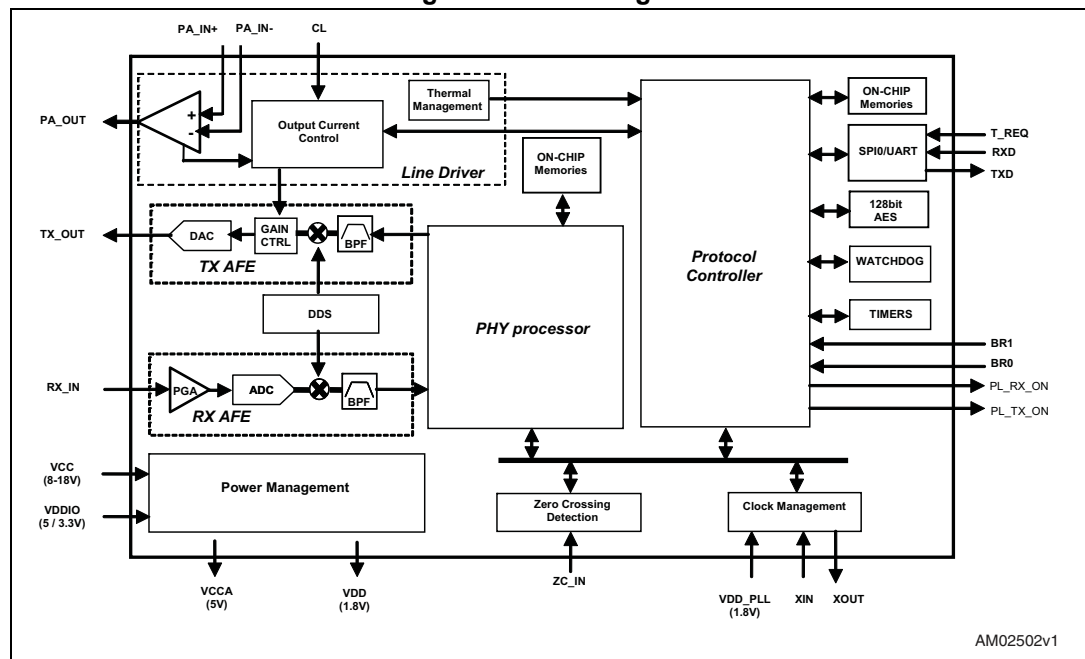 PA_IN+
PA_IN-
CL
Thermal
Management
ON-CHIP
Memories
PA_OUT
+
-
Output Current
Control
Line Driver
ON-CHIP
Memories
SPI0/UART
T_REQ
RXD
TXD
128bit
AES
TX_OUT
DAC
GAIN
CTRL
BPF
TX AFE
Protocol
Controller
WATCHDOG
DDS
PHY processor
TIMERS
BR1
BR0
RX_IN
PGA
ADC
BPF
RX AFE
PL_RX_ON
PL_TX_ON
VCC
(8-18V)
VDDIO
(5 / 3.3V)
Power Management
Zero Crossing
Detection
Clock Management
VCCA
(5V)
VDD
(1.8V)
ZC_IN
VDD_PLL
(1.8V)
XIN
XOUT
AM02502v1